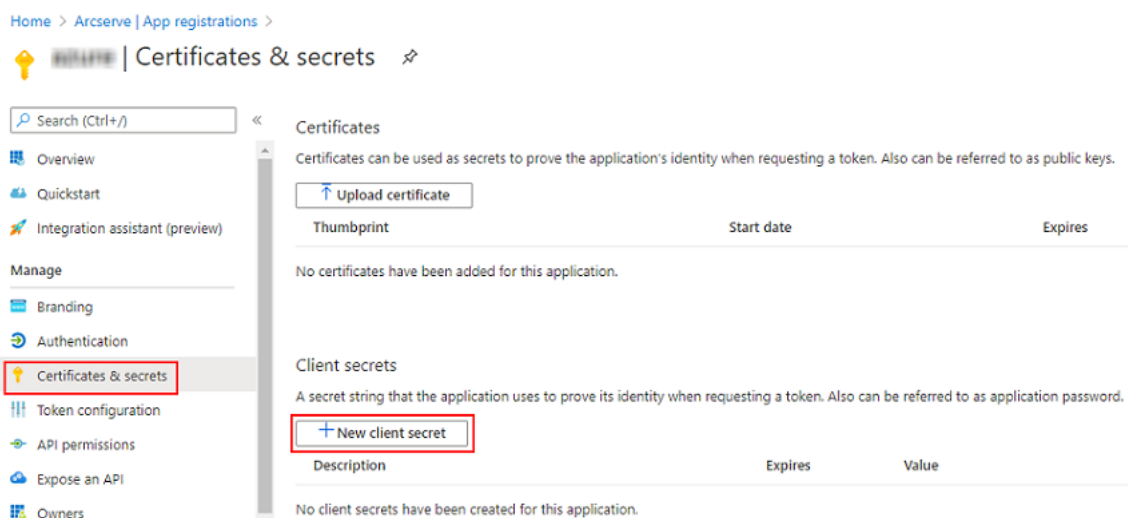 Home > Arcserve | App registrations >
| Certificates & secrets
Search (Ctrl+/)
«
Overview
Quickstart
Integration assistant (preview)
Manage
Branding
Authentication
Certificates & secrets
Token configuration
API permissions
Expose an API
Owners
Certificates
Certificates can be used as secrets to prove the application's identity when requesting a token. Also can be referred to as public keys.
Upload certificate
Thumbprint Start date Expires
No certificates have been added for this application.
Client secrets
A secret string that the application uses to prove its identity when requesting a token. Also can be referred to as application password.
New client secret
Description Expires Value
No client secrets have been created for this application.